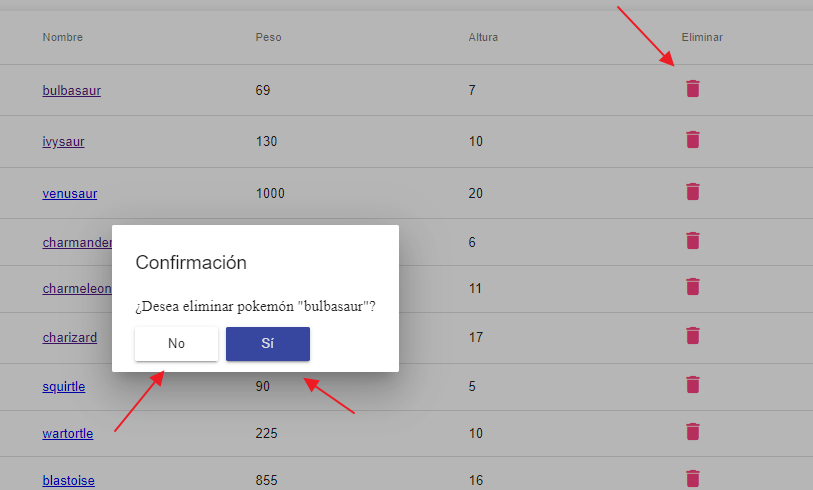 Nombre Peso Altura Eliminar
bulbasaur 69 7
ivysaur 130 10
venusaur 1000 20
charmander 6
charmeleon 11
charizard 17
Confirmación
¿Desea eliminar pokemón "bulbasaur"?
No Sí
squirtle 90 5
wartortle 225 10
blastoise 855 16